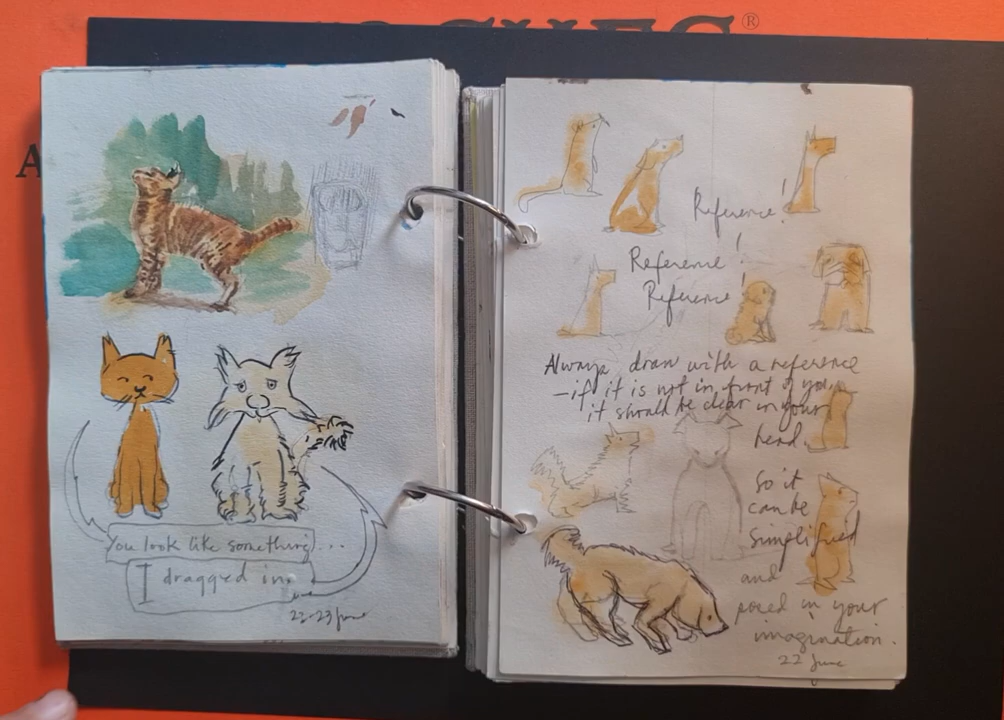 ®
A
You look like something...
I dragged in.
22-23 June
Reference!
Reference!
Reference!
Always draw with a reference
- if it is not in front of you,
it should be clear in your
head.
So it
can be
simplified
and
posed in your
imagination.
22 June